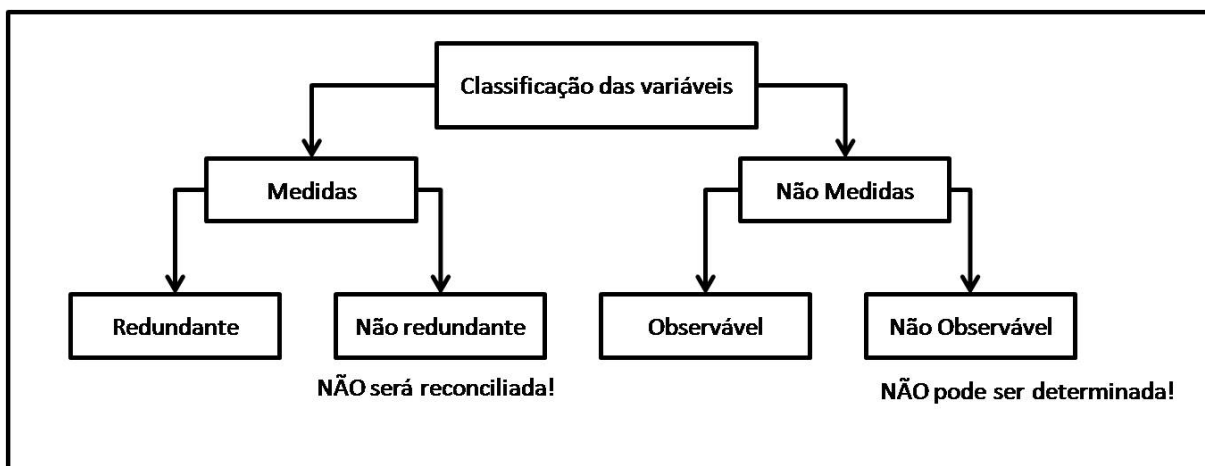 Classificação das variáveis
Medidas
Não Medidas
Redundante
Não redundante
Observável
Não Observável
NÃO será reconciliada!
NÃO pode ser determinada!